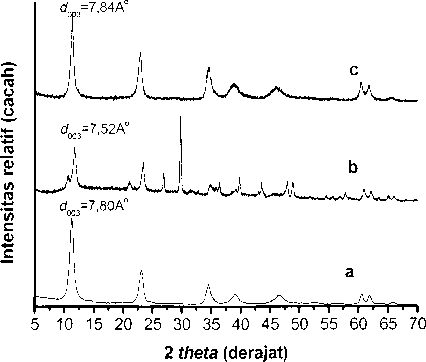 d003=7,84A°
c
d003=7,52A°
b
d003=7,80A°
a
Intensitas relatif (cacah)
5 10 15 20 25 30 35 40 45 50 55 60 65 70
2 theta (derajat)